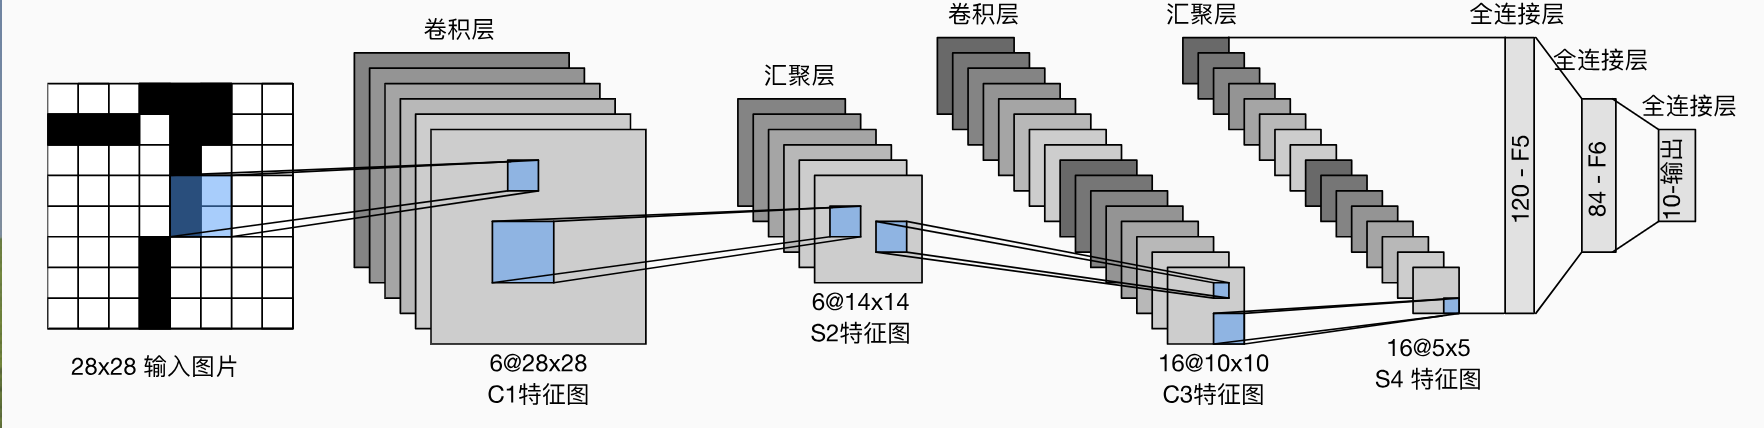 卷积层
汇聚层
卷积层
汇聚层
全连接层
全连接层
全连接层
28x28 输入图片
6@28x28
C1特征图
6@14x14
S2特征图
16@10x10
C3特征图
16@5x5
S4 特征图
120 - F5
84 - F6
10-输出